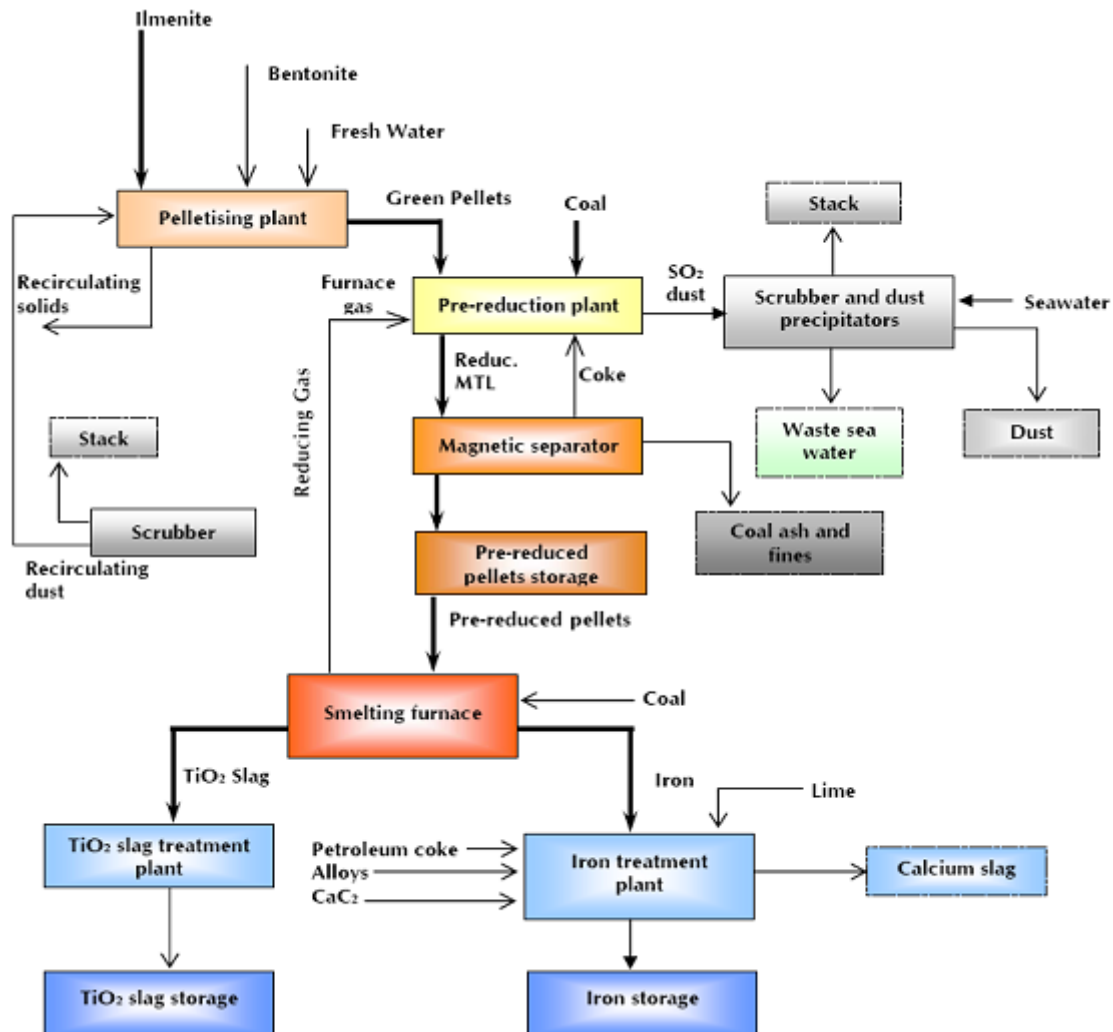 Ilmenite
Bentonite
Fresh Water
Pelletising plant
Green Pellets
Coal
Stack
Recirculating
solids
Furnace
gas
Pre-reduction plant
SO₂
dust
Scrubber and dust
precipitators
Seawater
Reduc.
MTL
Coke
Reducing Gas
Stack
Magnetic separator
Waste sea
water
Dust
Scrubber
Recirculating
dust
Pre-reduced
pellets storage
Coal ash and
fines
Pre-reduced pellets
Smelting furnace
Coal
TiO₂ Slag
Iron
Lime
TiO₂ slag treatment
plant
Petroleum coke
Alloys
CaC₂
Iron treatment
plant
Calcium slag
TiO₂ slag storage
Iron storage